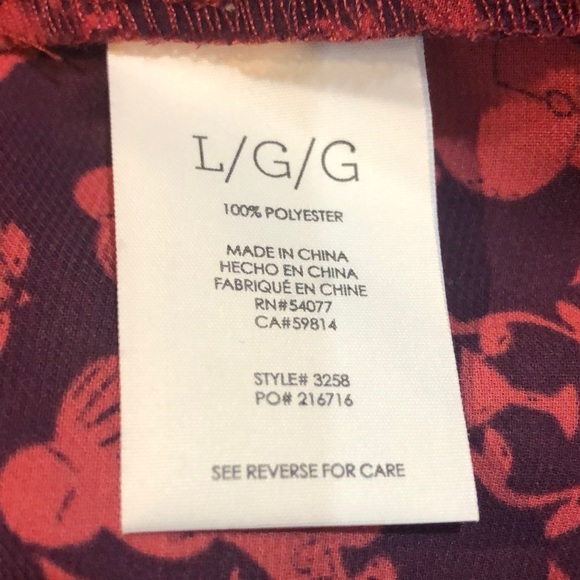 L/G/G
100% POLYESTER
MADE IN CHINA
HECHO EN CHINA
FABRIQUÉ EN CHINE
RN#54077
CA#59814
STYLE# 3258
PO# 216716
SEE REVERSE FOR CARE